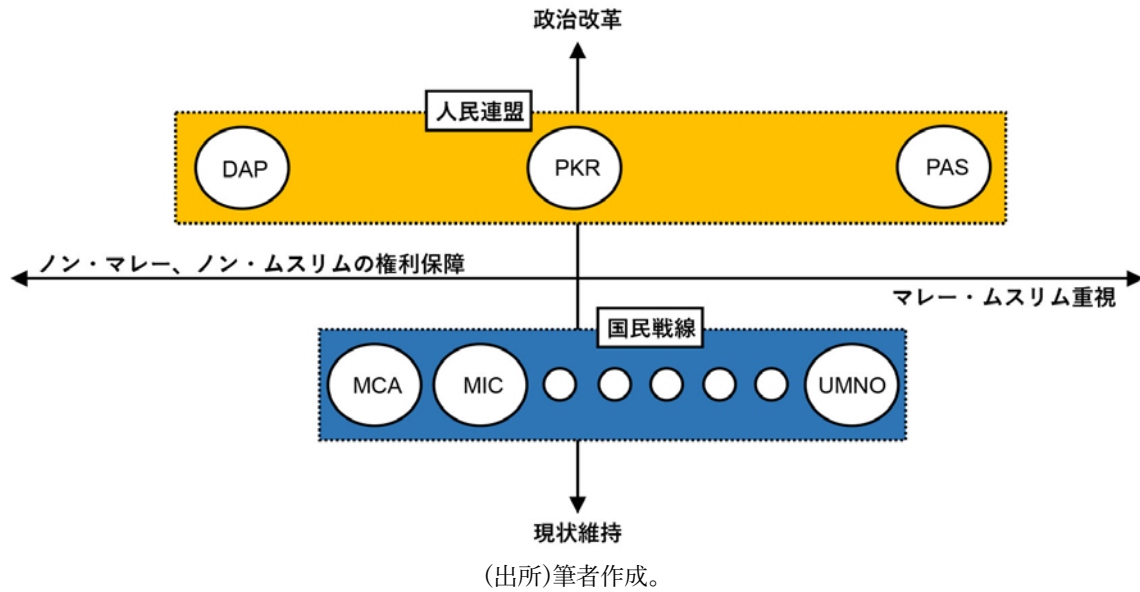 政治改革
人民連盟
DAP
PKR
PAS
ノン・マレー、ノン・ムスリムの権利保障
マレー・ムスリム重視
国民戦線
MCA
MIC
UMNO
現状維持
(出所)筆者作成。